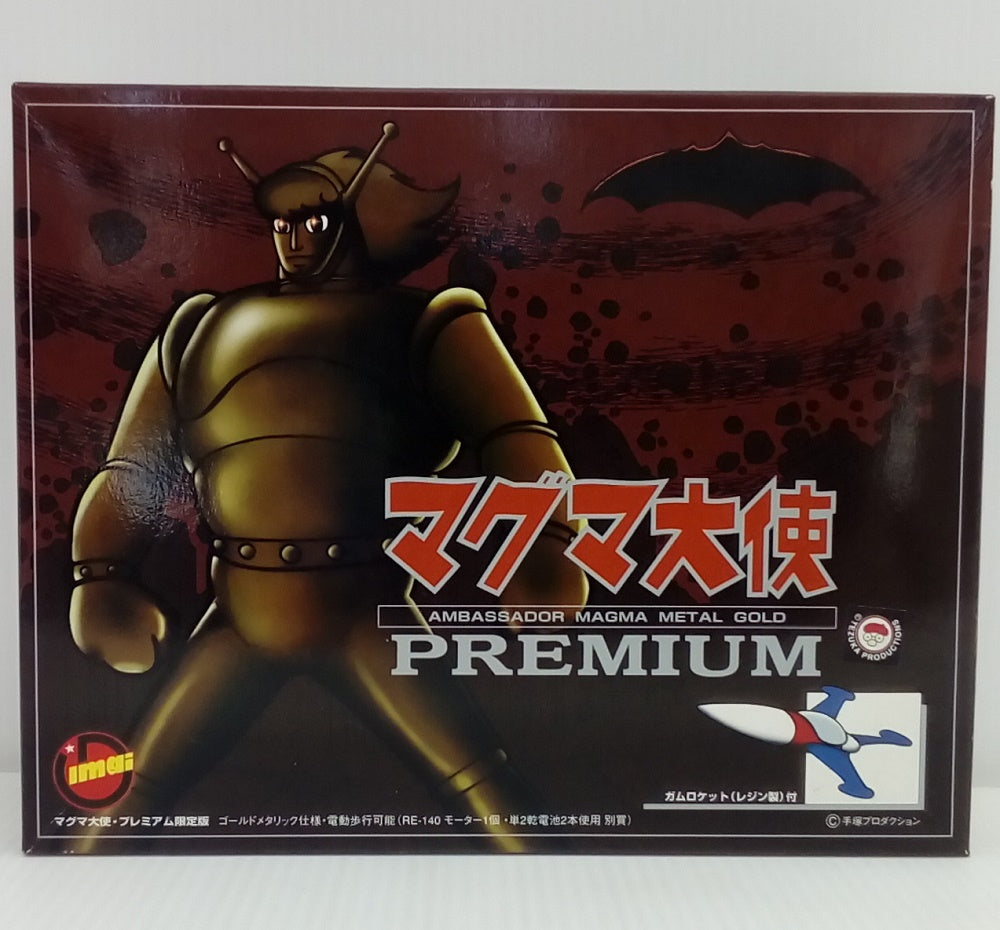 マグマ大使
AMBASSADOR MAGMA METAL GOLD
PREMIUM
©TEZUKA PRODUCTIONS
imai
ガムロケット(レジン製)付
マグマ大使・プレミアム限定版 ゴールドメタリック仕様・電動歩行可能(RE-140 モーター1個・単2乾電池2本使用 別買)
©手塚プロダクション